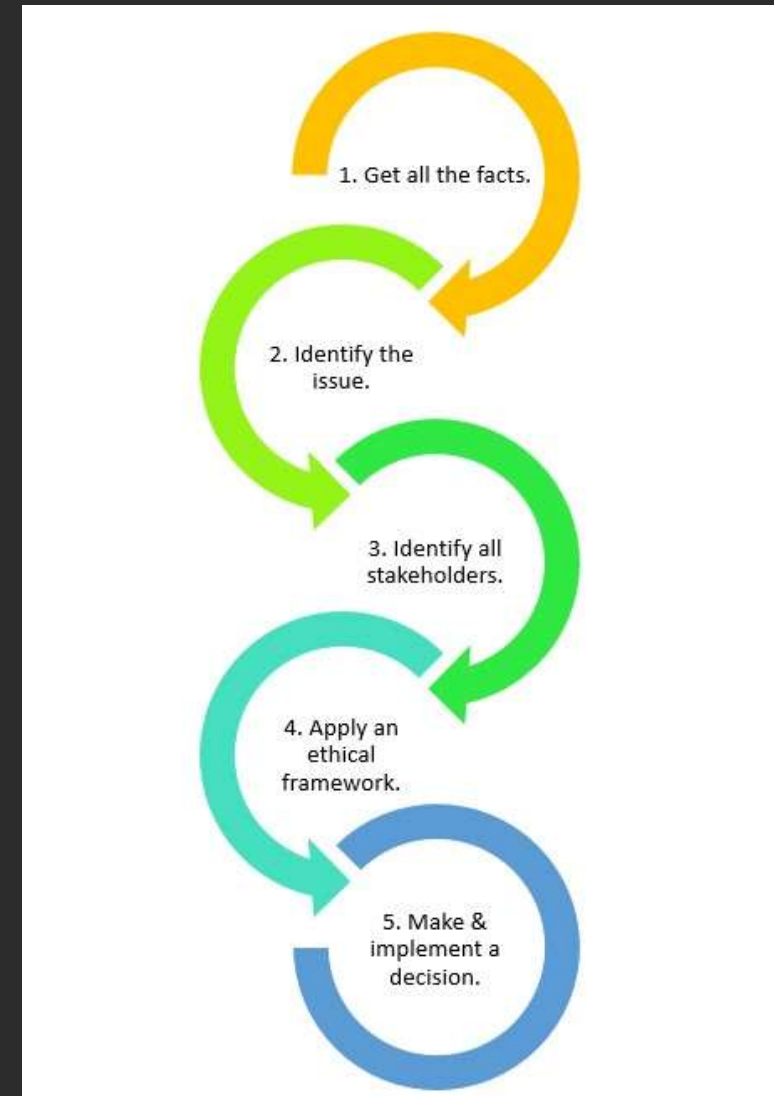 1. Get all the facts.
2. Identify the
issue.
3. Identify all
stakeholders.
4. Apply an
ethical
framework.
5. Make &
implement a
decision.